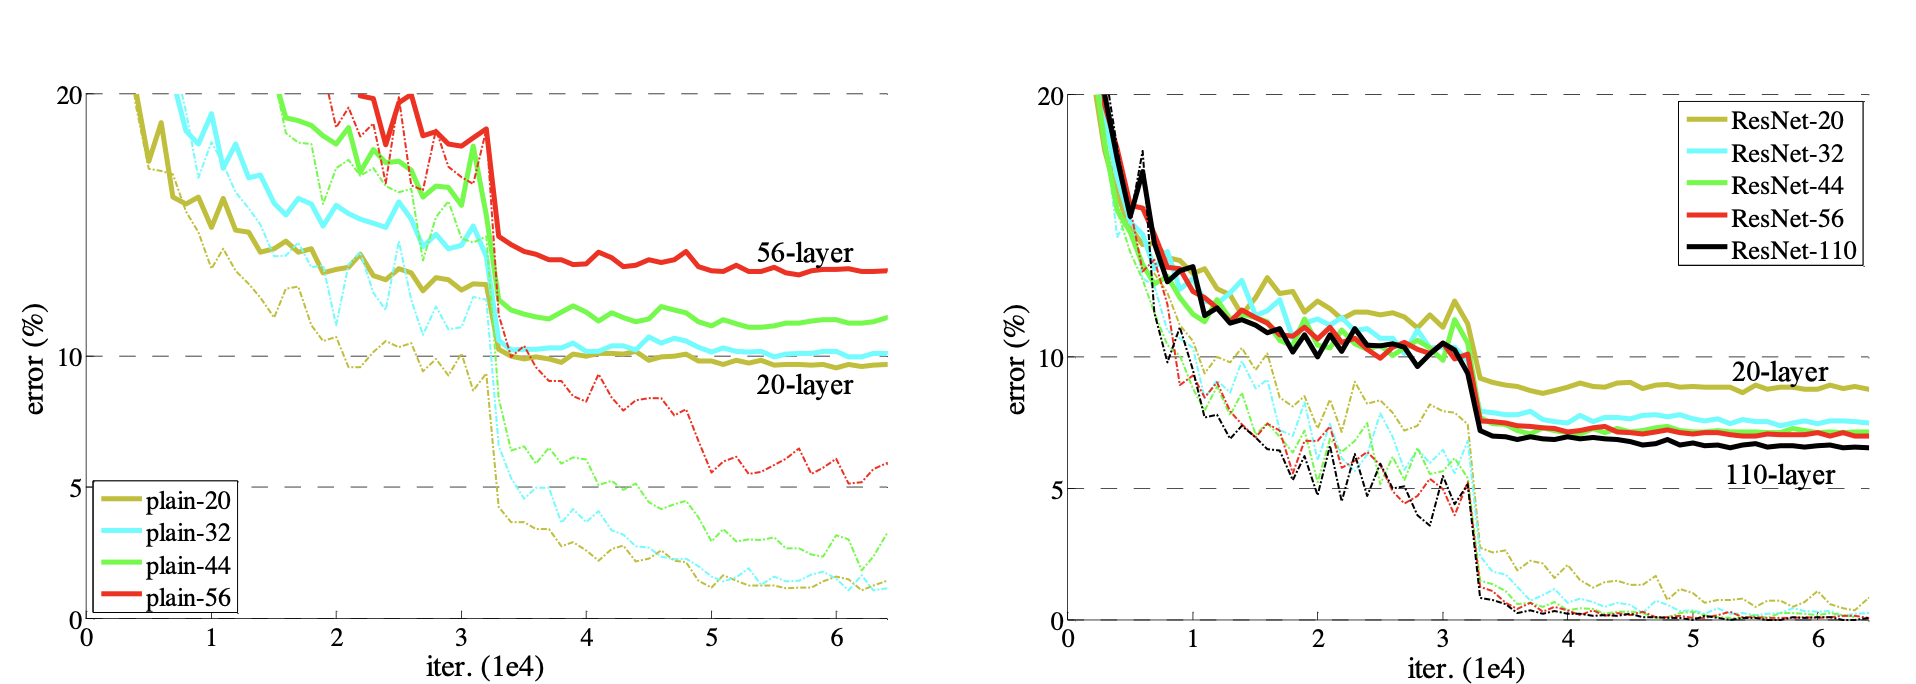 20
10
5
0
error (%)
56-layer
20-layer
plain-20
plain-32
plain-44
plain-56
0 1 2 3 4 5 6
iter. (1e4)
20
10
5
0
error (%)
ResNet-20
ResNet-32
ResNet-44
ResNet-56
ResNet-110
20-layer
110-layer
0 1 2 3 4 5 6
iter. (1e4)